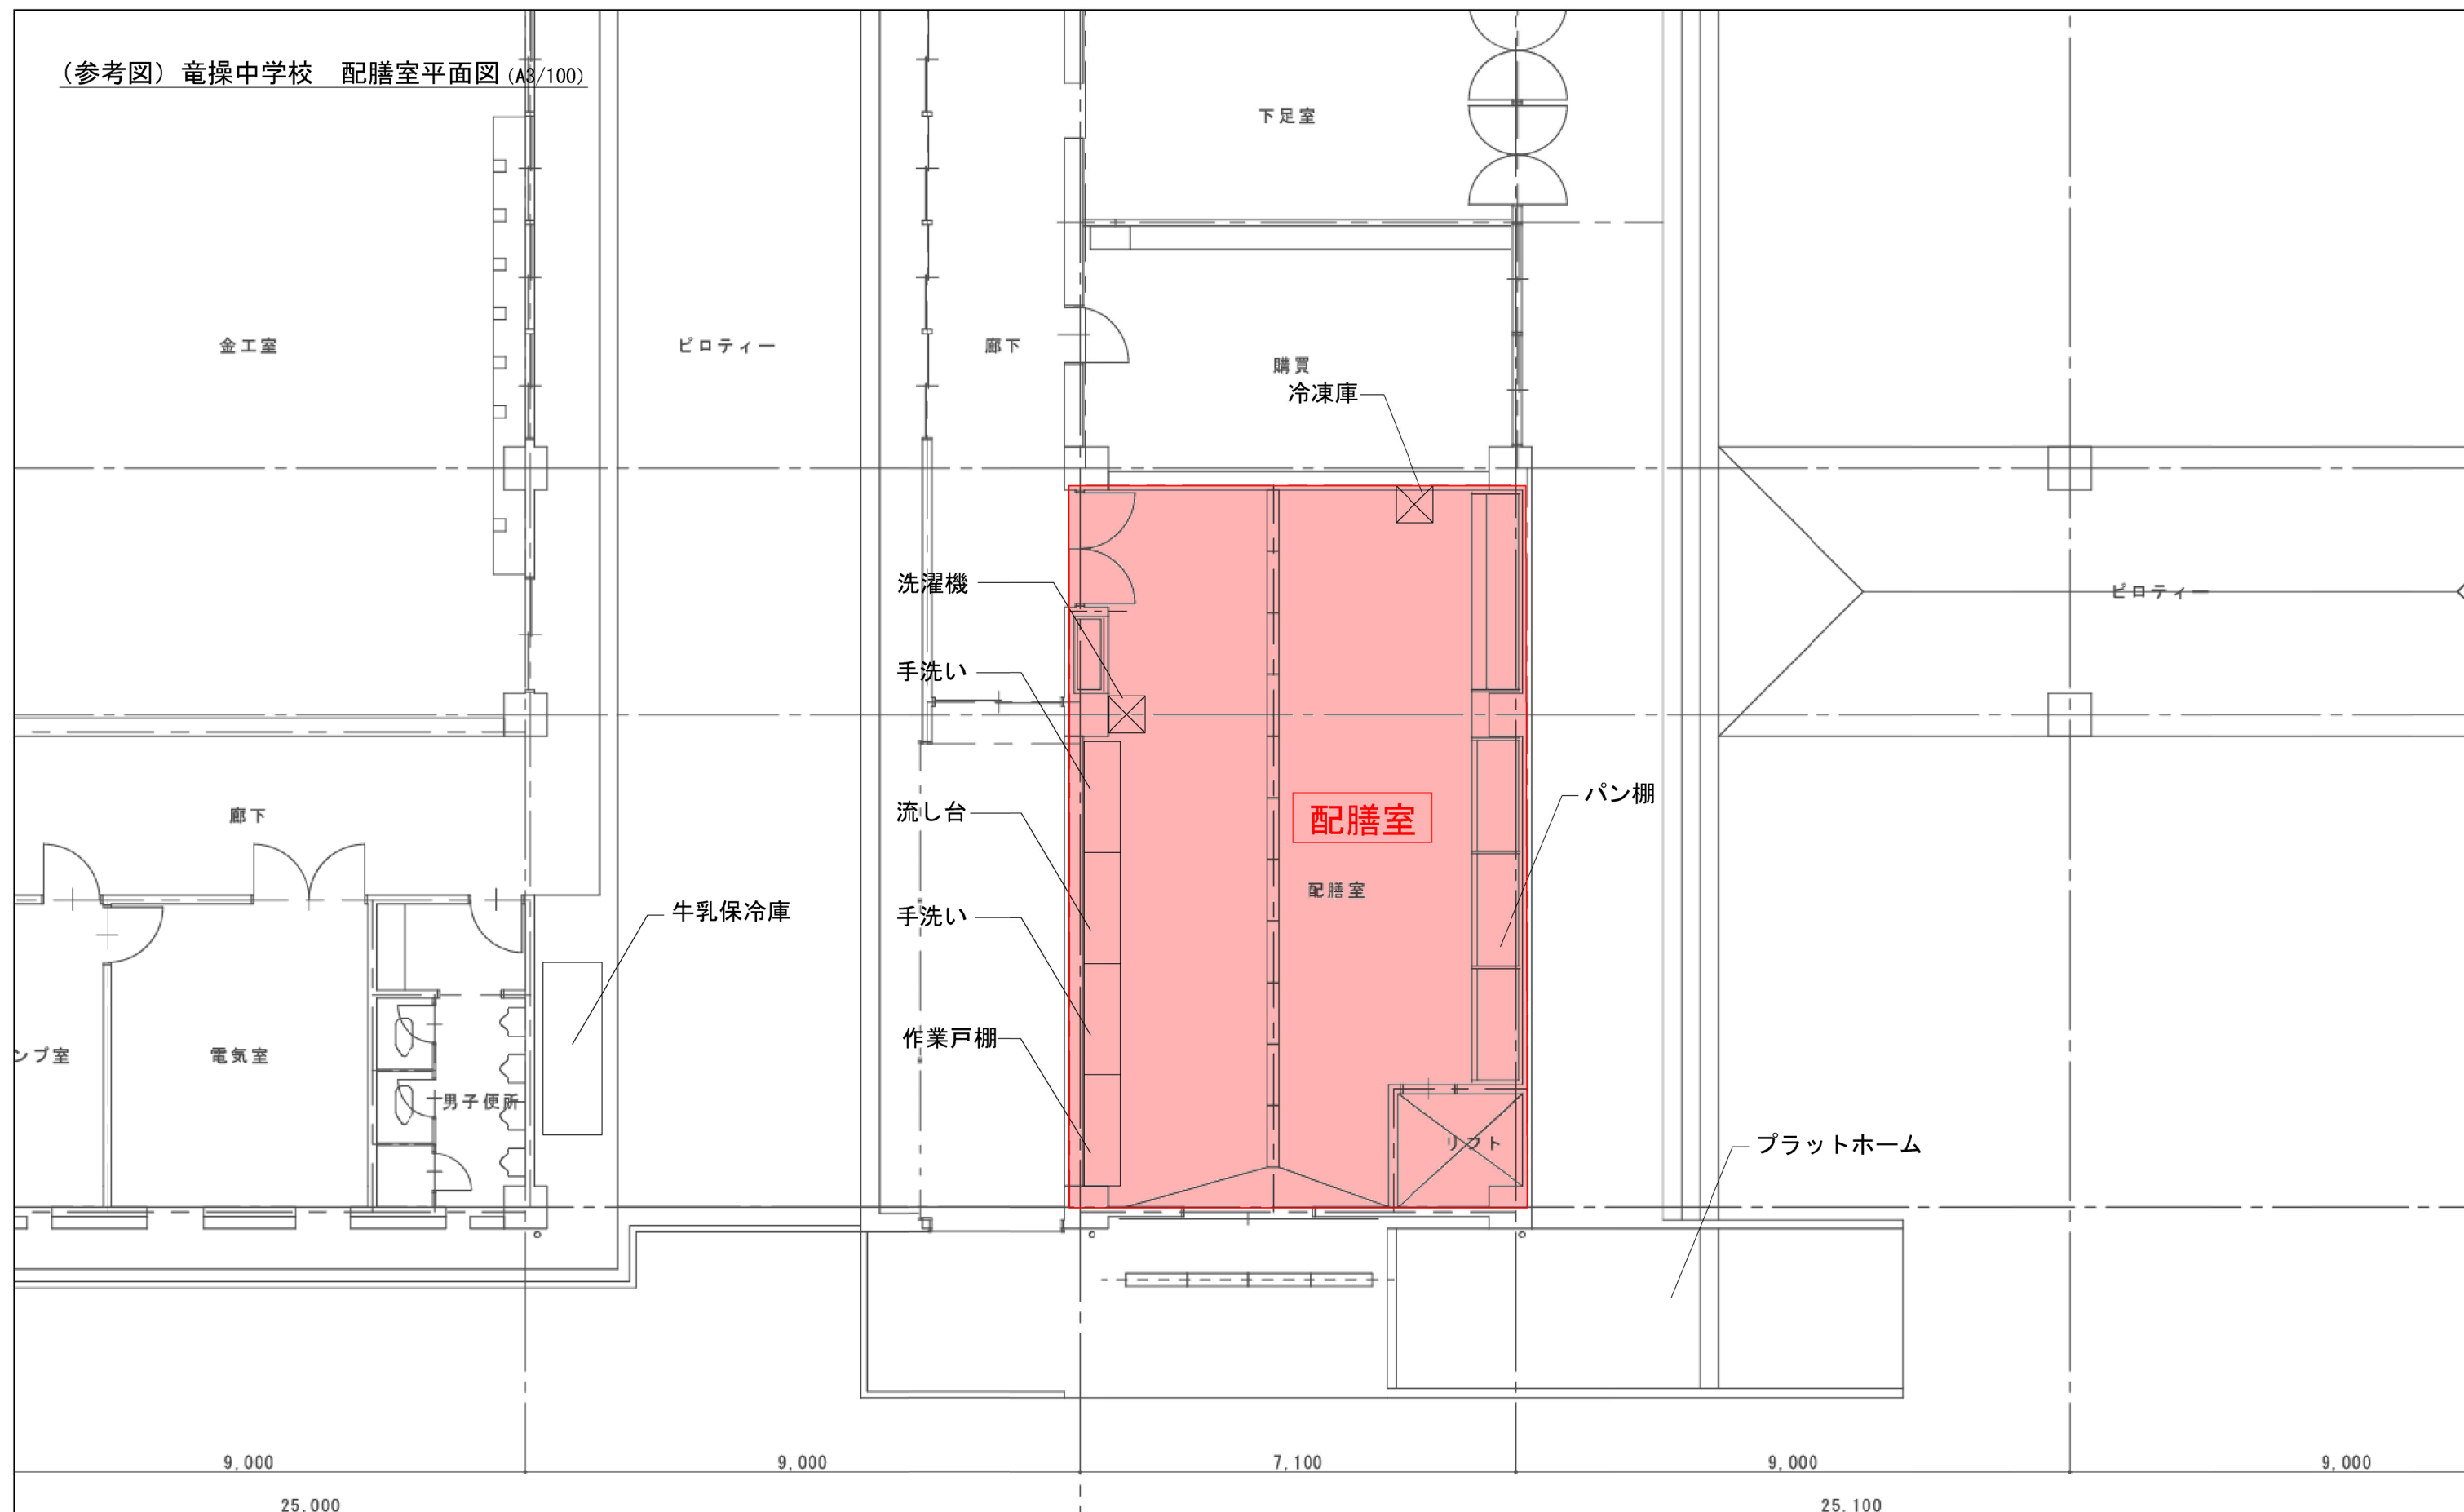 （参考図）竜操中学校　配膳室平面図(A3/100)
下足室
金工室
ピロティー
廊下
購買
冷凍庫
洗濯機
ピロティー
手洗い
パン棚
流し台
配膳室
廊下
配膳室
牛乳保冷庫
手洗い
作業戸棚
ンプ室
電気室
男子便所
リフト
プラットホーム
9,000
9,000
7,100
9,000
9,000
25,000
25,100